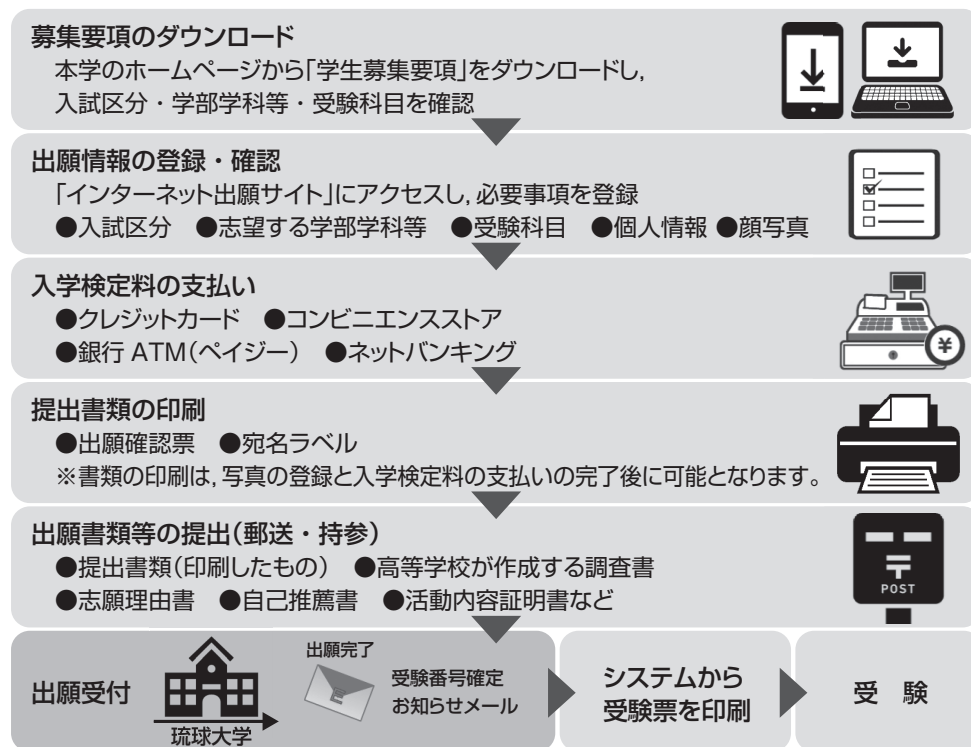 募集要項のダウンロード
本学のホームページから「学生募集要項」をダウンロードし,
入試区分・学部学科等・受験科目を確認
出願情報の登録・確認
「インターネット出願サイト」にアクセスし,必要事項を登録
●入試区分　●志望する学部学科等　●受験科目　●個人情報 ●顔写真
入学検定料の支払い
●クレジットカード　●コンビニエンスストア
●銀行 ATM(ペイジー)　●ネットバンキング
¥
提出書類の印刷
●出願確認票　●宛名ラベル
※書類の印刷は,写真の登録と入学検定料の支払いの完了後に可能となります。
出願書類等の提出(郵送・持参)
●提出書類(印刷したもの)　●高等学校が作成する調査書
●志願理由書　●自己推薦書　●活動内容証明書など
〒
POST
出願受付
琉球大学
出願完了
受験番号確定
お知らせメール
システムから
受験票を印刷
受　験